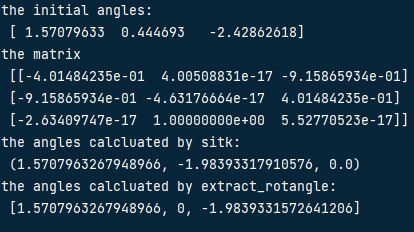 the initial angles:
[ 1.57079633  0.444693   -2.42862618]
the matrix
[[-4.01484235e-01  4.00508831e-17 -9.15865934e-01]
[-9.15865934e-01 -4.63176664e-17  4.01484235e-01]
[-2.63409747e-17  1.00000000e+00  5.52770523e-17]]
the angles calcluated by sitk:
(1.5707963267948966, -1.98393317910576, 0.0)
the angles calcuated by extract_rotangle:
[1.5707963267948966, 0, -1.9839331572641206]